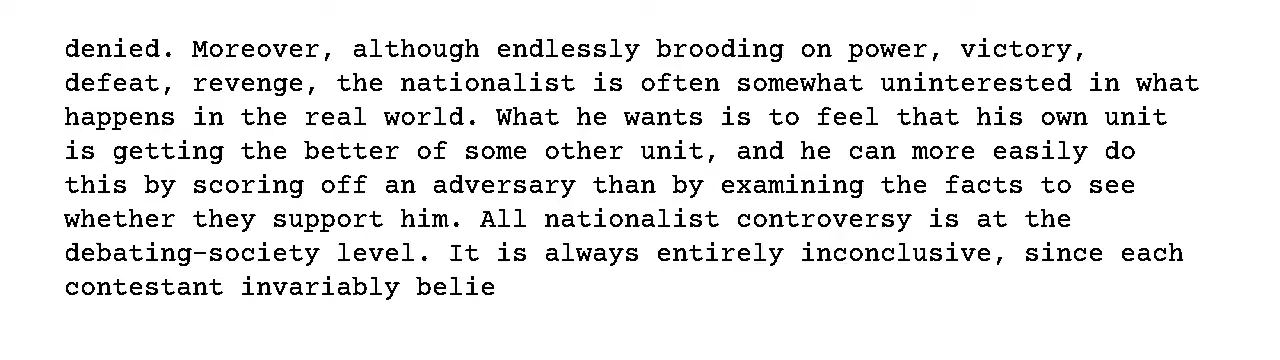 denied. Moreover, although endlessly brooding on power, victory,
defeat, revenge, the nationalist is often somewhat uninterested in what
happens in the real world. What he wants is to feel that his own unit
is getting the better of some other unit, and he can more easily do
this by scoring off an adversary than by examining the facts to see
whether they support him. All nationalist controversy is at the
debating-society level. It is always entirely inconclusive, since each
contestant invariably belie